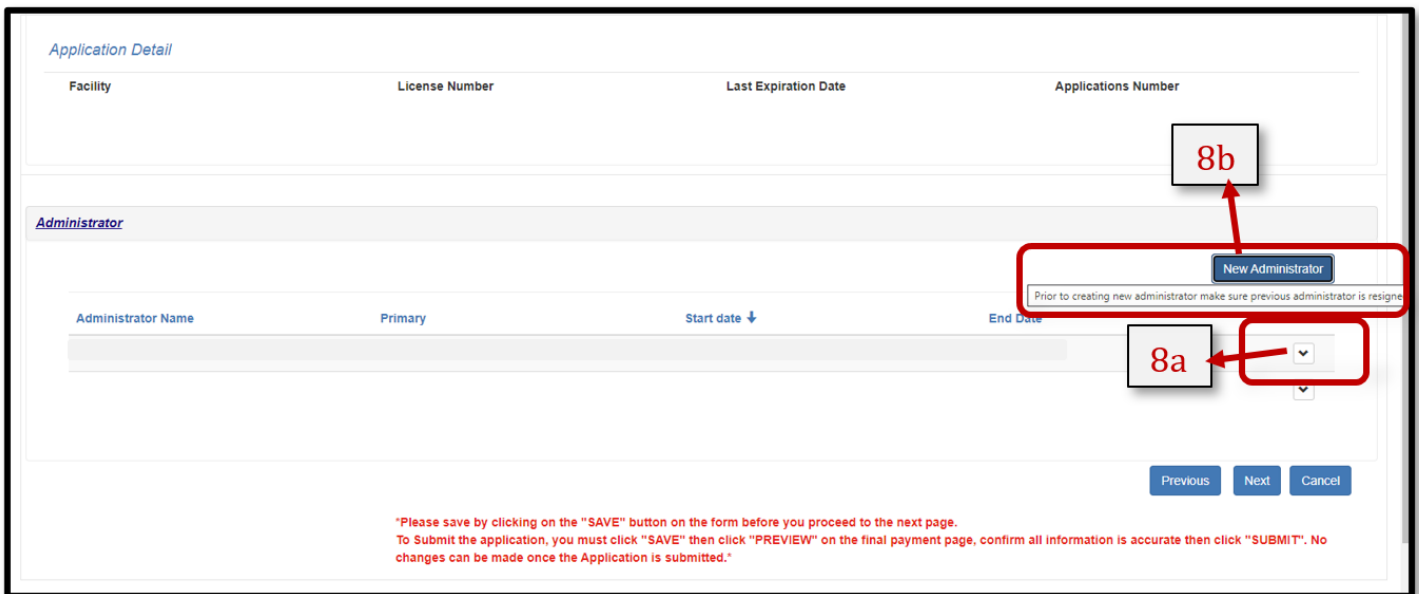 Application Detail
Facility License Number Last Expiration Date Applications Number
8b
Administrator
New Administrator
Prior to creating new administrator make sure previous administrator is resigne
Administrator Name Primary Start date End Date
8a
Previous Next Cancel
*Please save by clicking on the "SAVE" button on the form before you proceed to the next page.
To Submit the application, you must click "SAVE" then click "PREVIEW" on the final payment page, confirm all information is accurate then click "SUBMIT". No
changes can be made once the Application is submitted.*